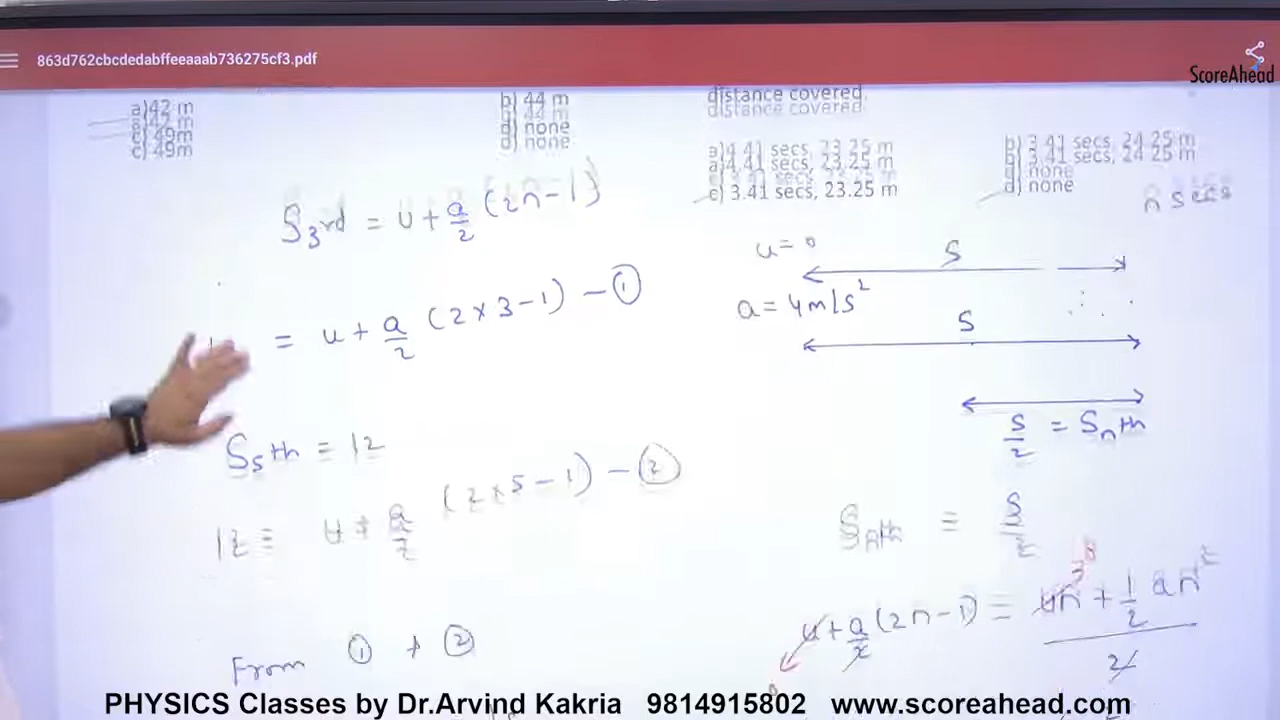 863d762cbcdedabffeeaaab736275cf3.pdf
ScoreAhead
a)42 m
b) 44 m
c) 49m
d) none
distance covered.
a)4.41 secs, 23.25 m
b) 3.41 secs, 24.25 m
c) 3.41 secs, 23.25 m
d) none
n secs
S3rd = u + a/2 (2n-1)
= u + a/2 (2×3-1) - ①
S5th = 12
12 = u + a/2 (2×5-1) - ②
From ① + ②
u = 0
S
a = 4m/s²
S
S/2 = Snth
Snth = S/2
u + a/2 (2n-1) = un + 1/2 an²
2
PHYSICS Classes by Dr.Arvind Kakria 9814915802 www.scoreahead.com